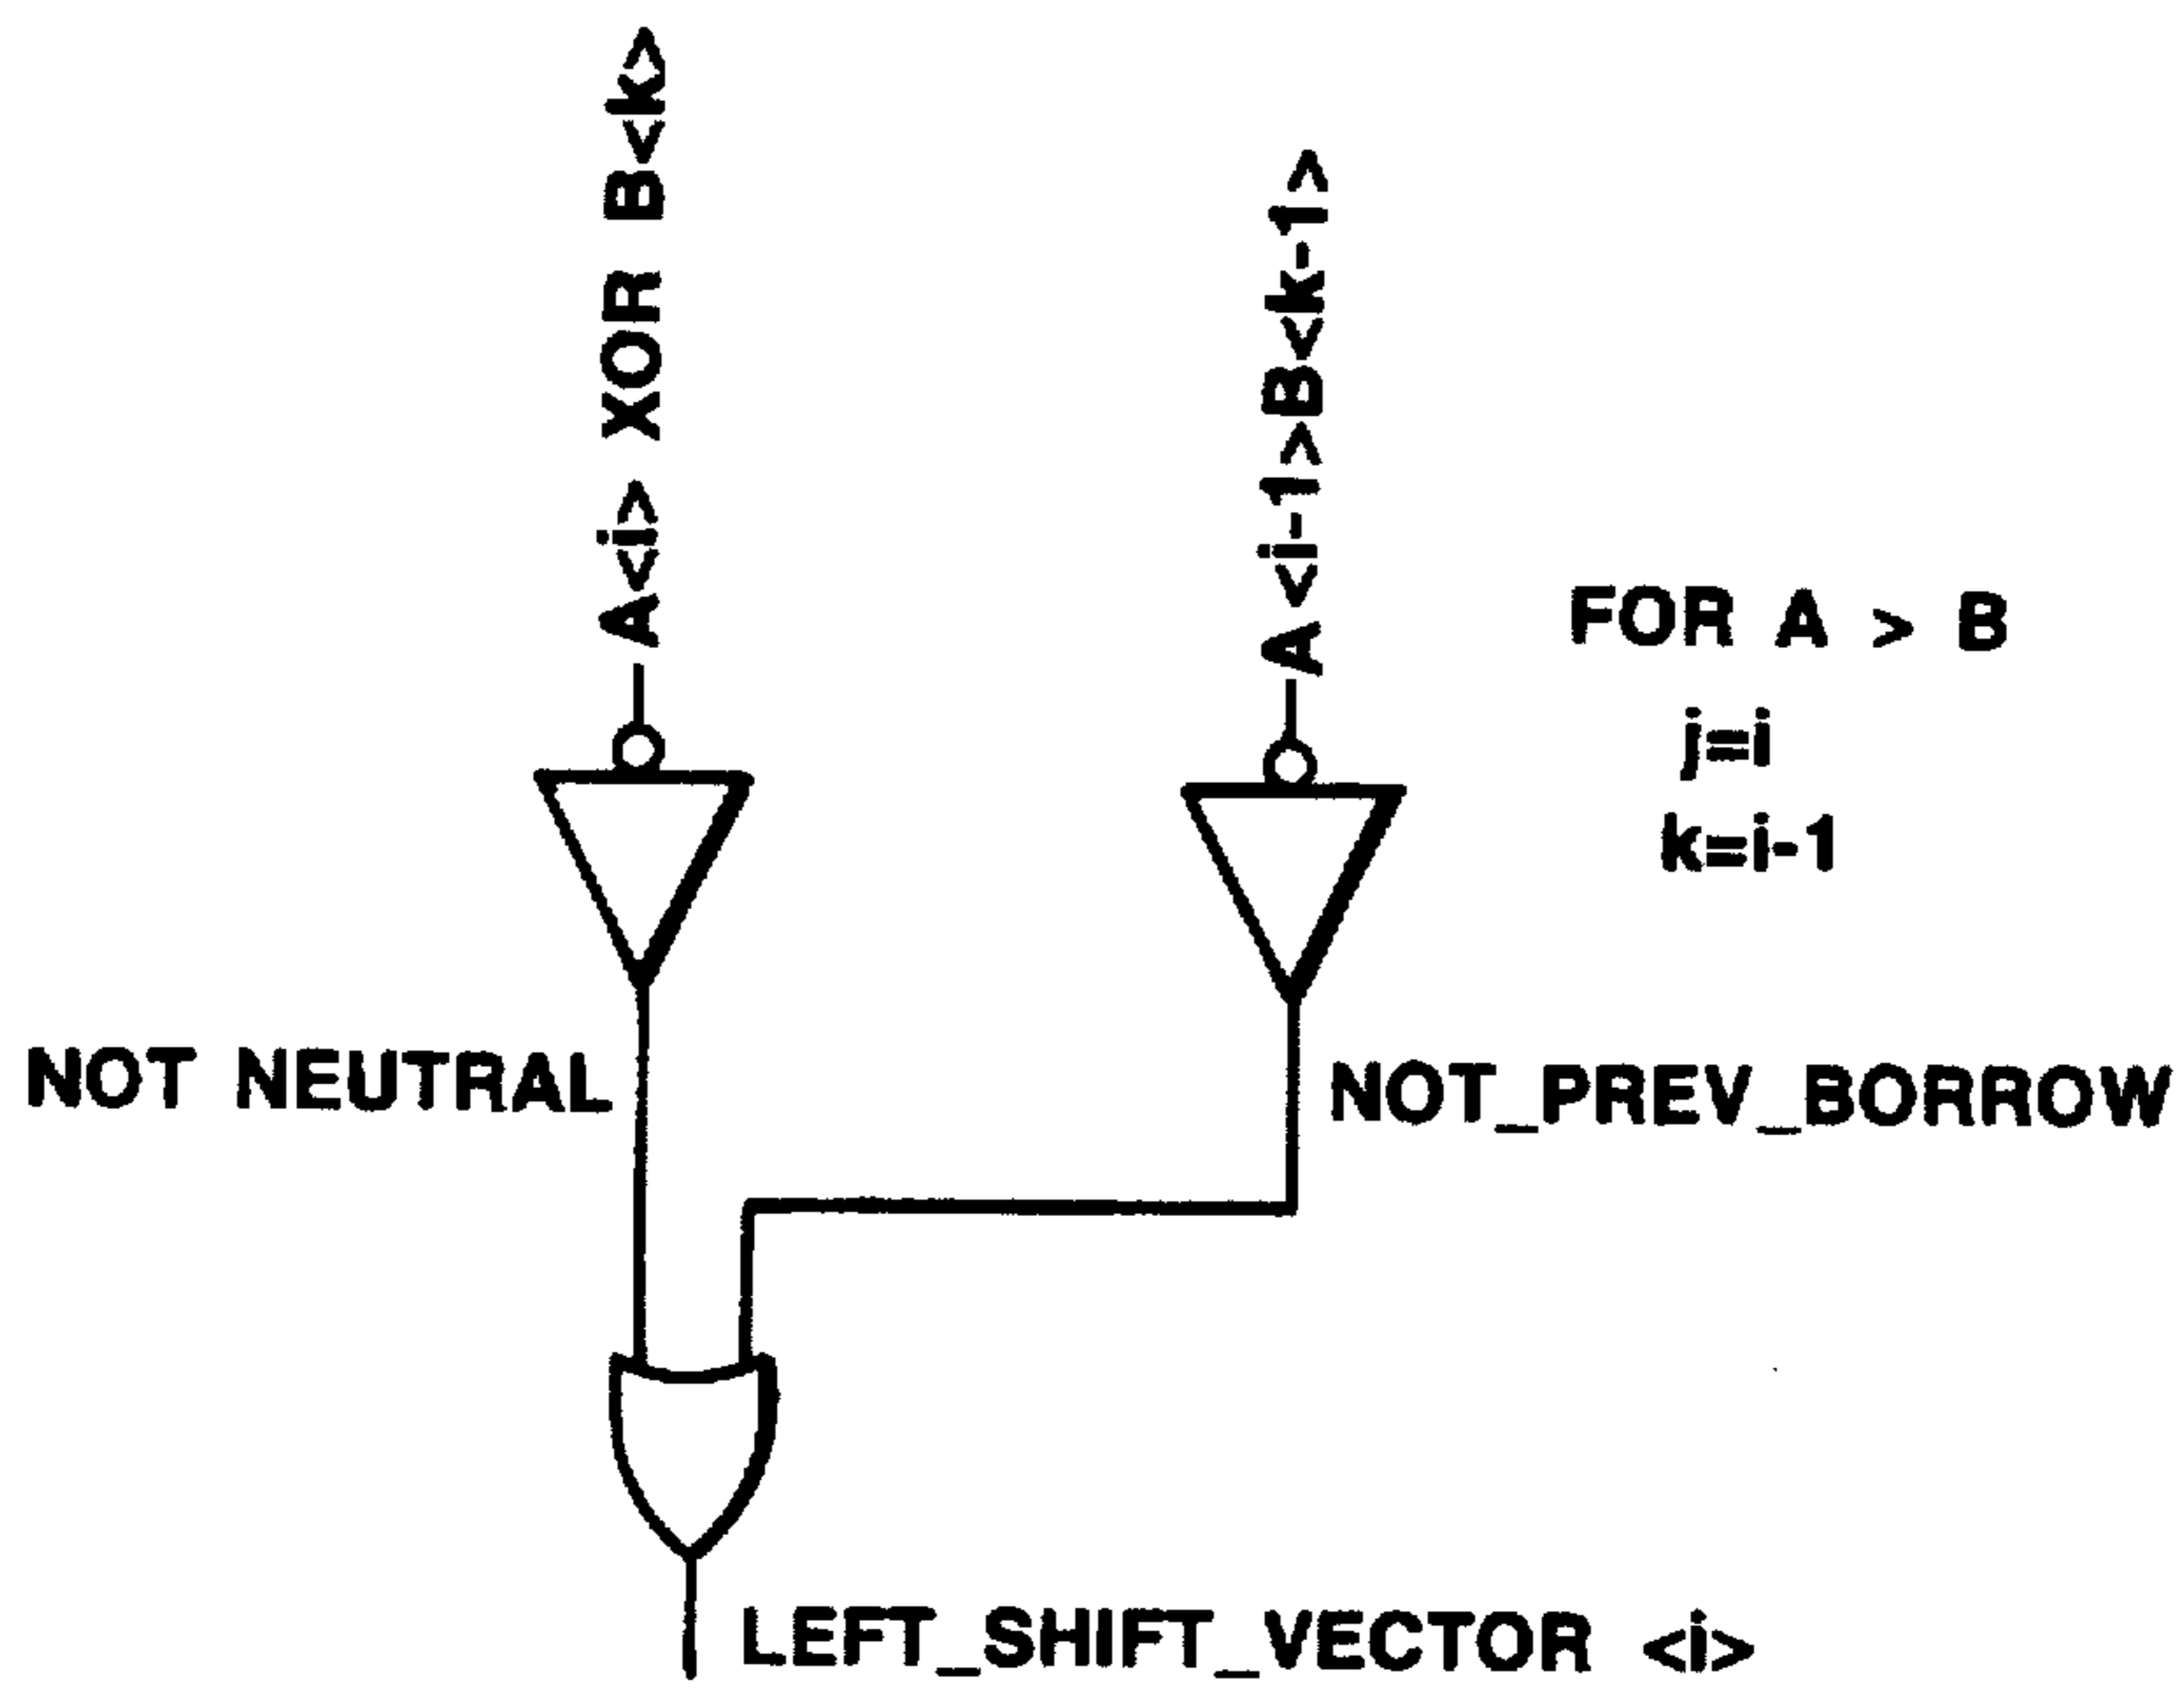 A<i> XOR B<k>
A<i-1>B<k-1>
FOR A > B
j=i
k=i-1
NOT NEUTRAL
NOT_PREV_BORROW
LEFT_SHIFT_VECTOR <i>